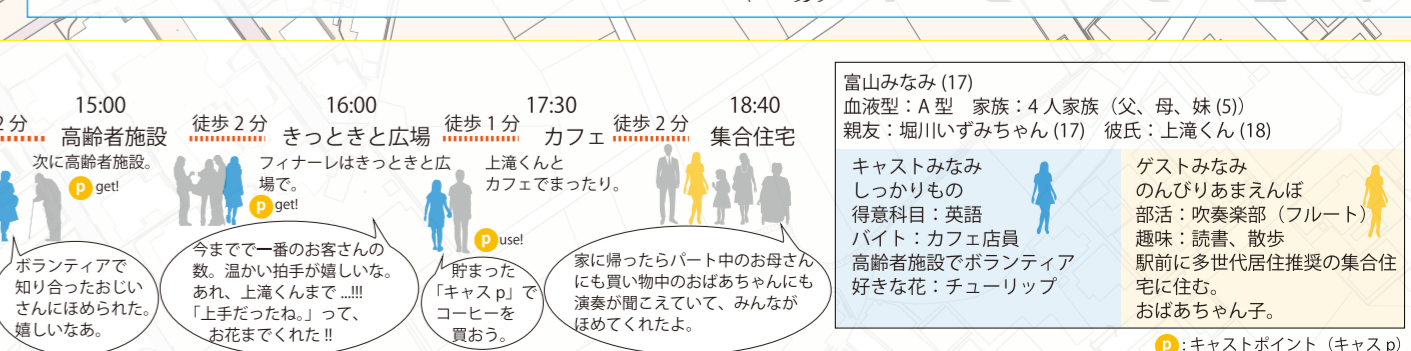 15:00
16:00
17:30
18:40
2分
高齢者施設
徒歩 2 分
きっときと広場
徒歩 1 分
カフェ
徒歩 2 分
集合住宅
次に高齢者施設。
p get!
フィナーレはきっときと広
場で。
p get!
上滝くんと
カフェでまったり。
p use!
ボランティアで
知り合ったおじい
さんにほめられた。
嬉しいなあ。
今までで一番のお客さんの
数。温かい拍手が嬉しいな。
あれ、上滝くんまで ...!!!
「上手だったね。」って、
お花までくれた !!
貯まった
「キャス p」で
コーヒーを
買おう。
家に帰ったらパート中のお母さん
にも買い物中のおばあちゃんにも
演奏が聞こえていて、みんなが
ほめてくれたよ。
富山みなみ (17)
血液型：A 型　家族：4 人家族（父、母、妹 (5)）
親友：堀川いずみちゃん (17)　彼氏：上滝くん (18)
キャストみなみ
しっかりもの
得意科目：英語
バイト：カフェ店員
高齢者施設でボランティア
好きな花：チューリップ
ゲストみなみ
のんびりあまえんぼ
部活：吹奏楽部（フルート）
趣味：読書、散歩
駅前に多世代居住推奨の集合住
宅に住む。
おばあちゃん子。
p : キャストポイント（キャス p）